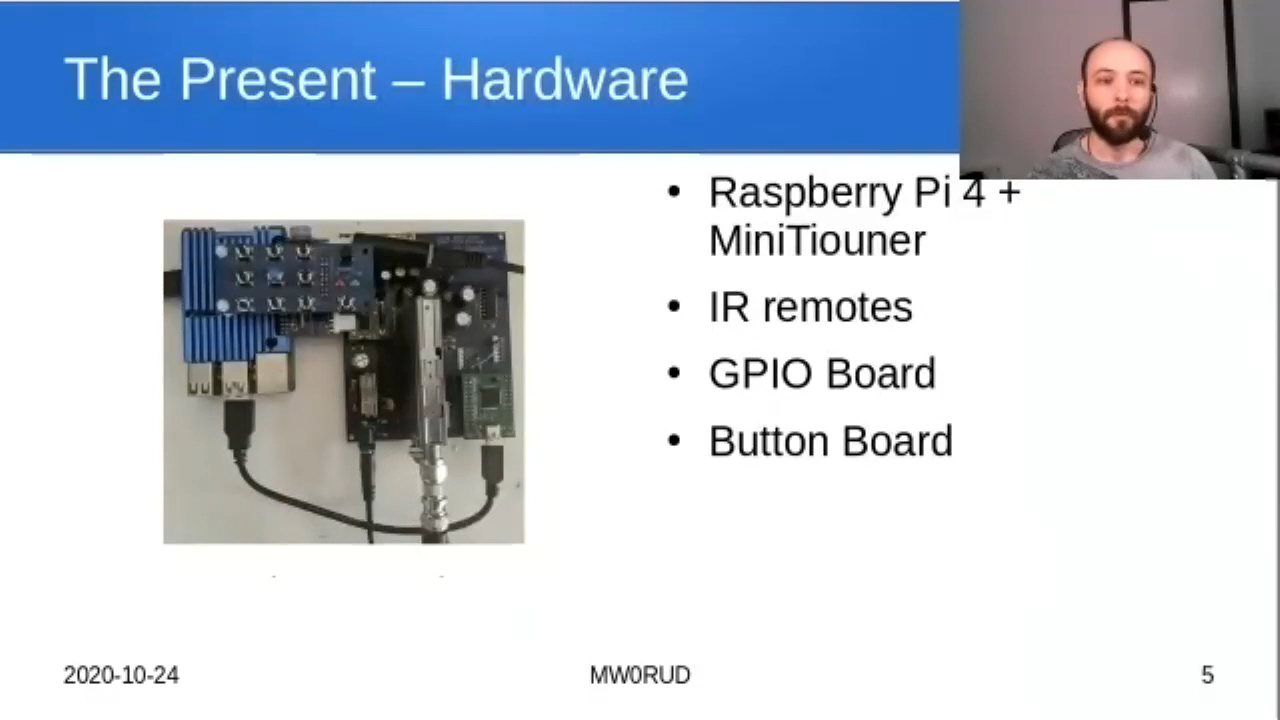 The Present – Hardware
• Raspberry Pi 4 +
MiniTiouner
• IR remotes
• GPIO Board
• Button Board
2020-10-24
MW0RUD
5